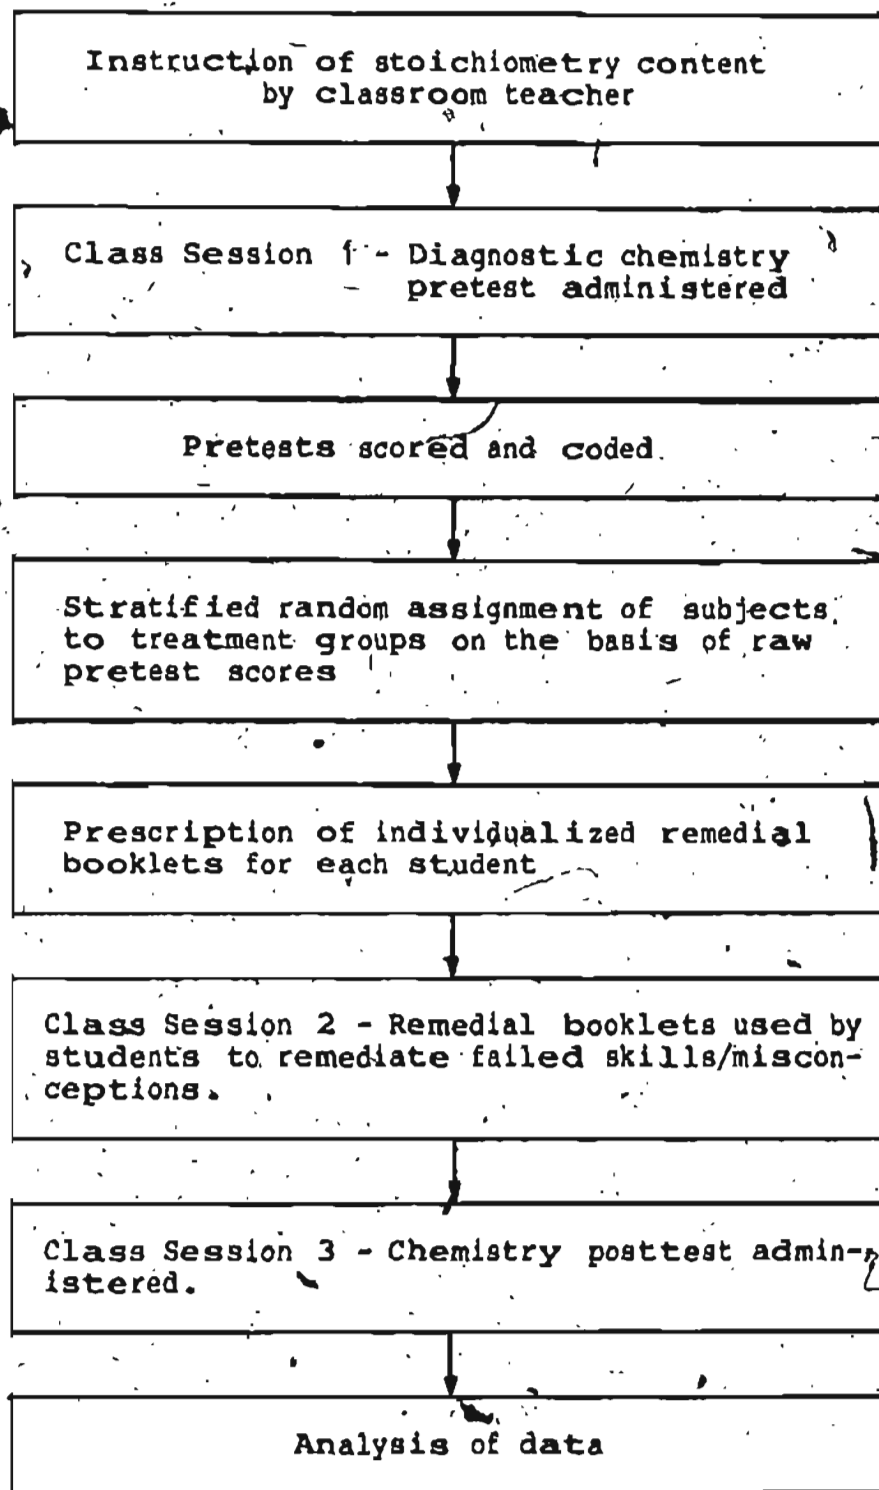 Instruction of stoichiometry content
by classroom teacher
Class Session 1 - Diagnostic chemistry
pretest administered
Pretests scored and coded.
Stratified random assignment of subjects
to treatment groups on the basis of raw
pretest scores
Prescription of individualized remedial
booklets for each student
Class Session 2 - Remedial booklets used by
students to remediate failed skills/miscon-
ceptions.
Class Session 3 - Chemistry posttest admin-
istered.
Analysis of data